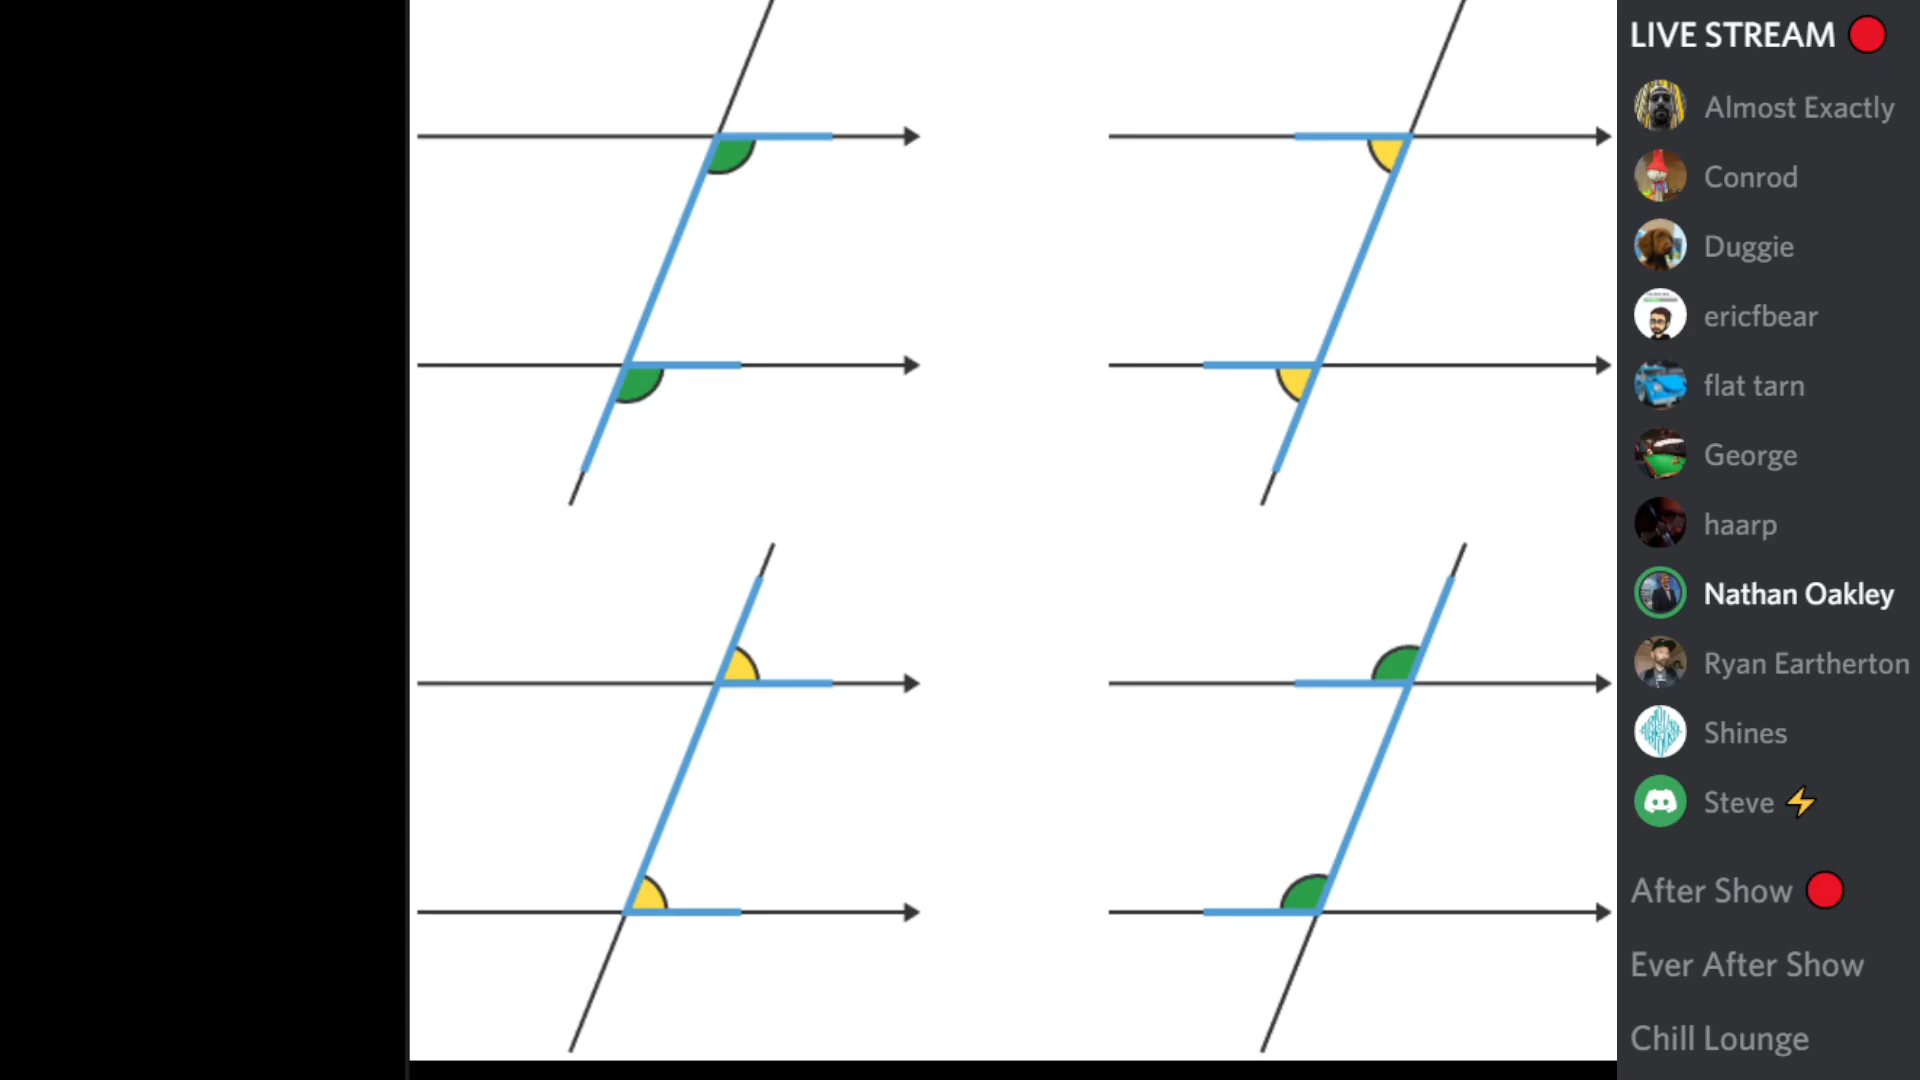 LIVE STREAM
Almost Exactly
Conrod
Duggie
ericfbear
flat tarn
George
haarp
Nathan Oakley
Ryan Eartherton
Shines
Steve ⚡
After Show
Ever After Show
Chill Lounge